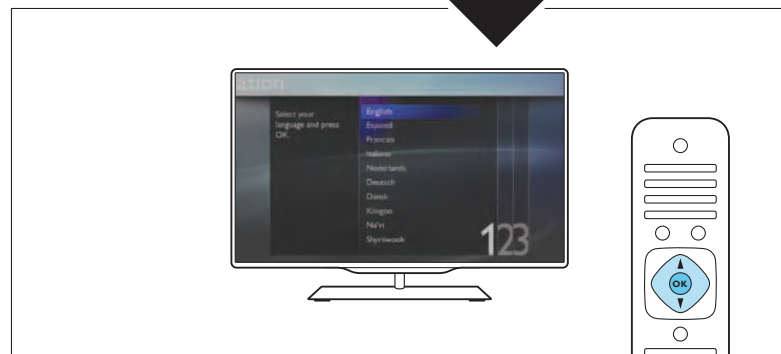 ation
Select your
language and press
OK.
English
Espanol
Francais
Italiano
Nederlands
Deutsch
Dansk
Klingon
Na'vi
Shyriiwook
123
OK